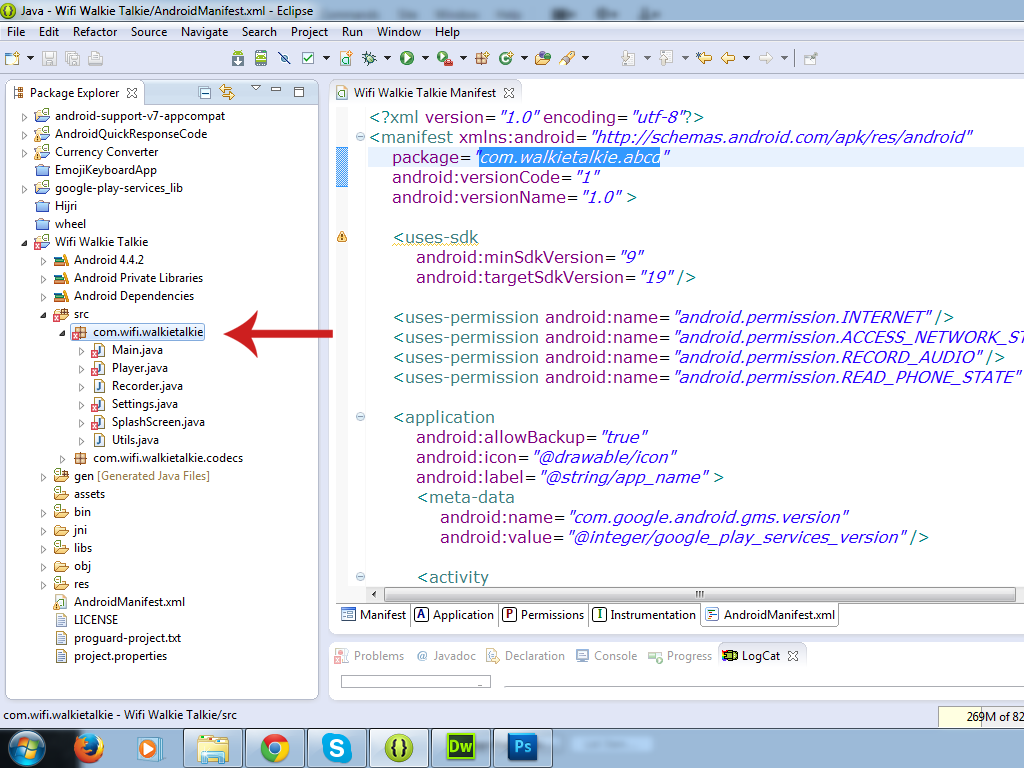 Java - Wifi Walkie Talkie/AndroidManifest.xml - Eclipse
File Edit Refactor Source Navigate Search Project Run Window Help
Package Explorer
android-support-v7-appcompat
AndroidQuickResponseCode
Currency Converter
EmojiKeyboardApp
google-play-services_lib
Hijri
wheel
Wifi Walkie Talkie
Android 4.4.2
Android Private Libraries
Android Dependencies
src
com.wifi.walkietalkie
Main.java
Player.java
Recorder.java
Settings.java
SplashScreen.java
Utils.java
com.wifi.walkietalkie.codecs
gen [Generated Java Files]
assets
bin
jni
libs
obj
res
AndroidManifest.xml
LICENSE
proguard-project.txt
project.properties
Wifi Walkie Talkie Manifest
<?xml version="1.0" encoding="utf-8"?>
<manifest xmlns:android="http://schemas.android.com/apk/res/android"
package="com.walkietalkie.abcd"
android:versionCode="1"
android:versionName="1.0" >
<uses-sdk
android:minSdkVersion="9"
android:targetSdkVersion="19" />
<uses-permission android:name="android.permission.INTERNET" />
<uses-permission android:name="android.permission.ACCESS_NETWORK_ST
<uses-permission android:name="android.permission.RECORD_AUDIO" />
<uses-permission android:name="android.permission.READ_PHONE_STATE"
<application
android:allowBackup="true"
android:icon="@drawable/icon"
android:label="@string/app_name" >
<meta-data
android:name="com.google.android.gms.version"
android:value="@integer/google_play_services_version" />
<activity
Manifest Application Permissions Instrumentation AndroidManifest.xml
Problems Javadoc Declaration Console Progress LogCat
com.wifi.walkietalkie - Wifi Walkie Talkie/src
269M of 82
Dw
Ps